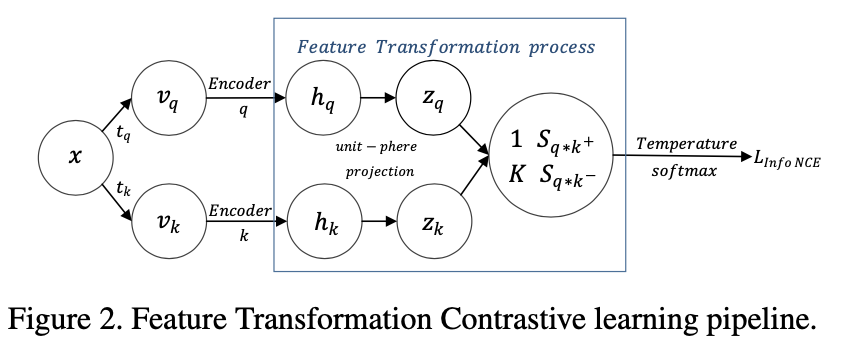 Feature Transformation process
x
t_q
t_k
v_q
v_k
Encoder
q
Encoder
k
h_q
z_q
unit − phere
projection
h_k
z_k
1 S_{q*k^+}
K S_{q*k^-}
Temperature
softmax
L_{Info NCE}
Figure 2. Feature Transformation Contrastive learning pipeline.